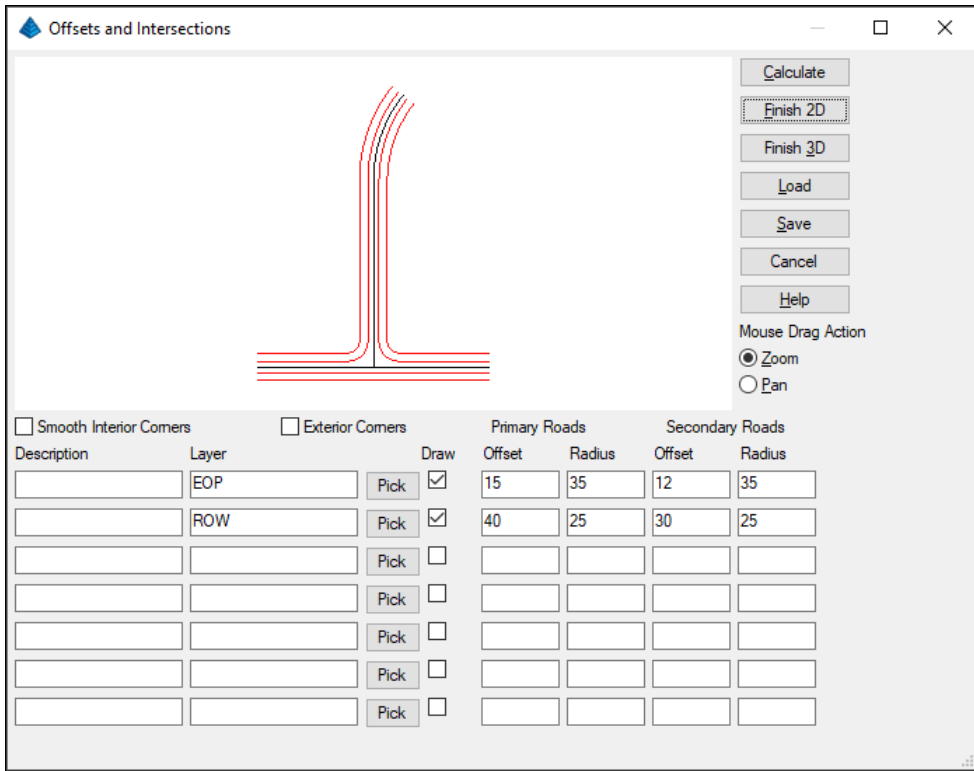 Offsets and Intersections
Calculate
Finish 2D
Finish 3D
Load
Save
Cancel
Help
Mouse Drag Action
Zoom
Pan
Smooth Interior Corners Exterior Corners Primary Roads Secondary Roads
Description Layer Draw Offset Radius Offset Radius
EOP Pick 15 35 12 35
ROW Pick 40 25 30 25
Pick
Pick
Pick
Pick
Pick